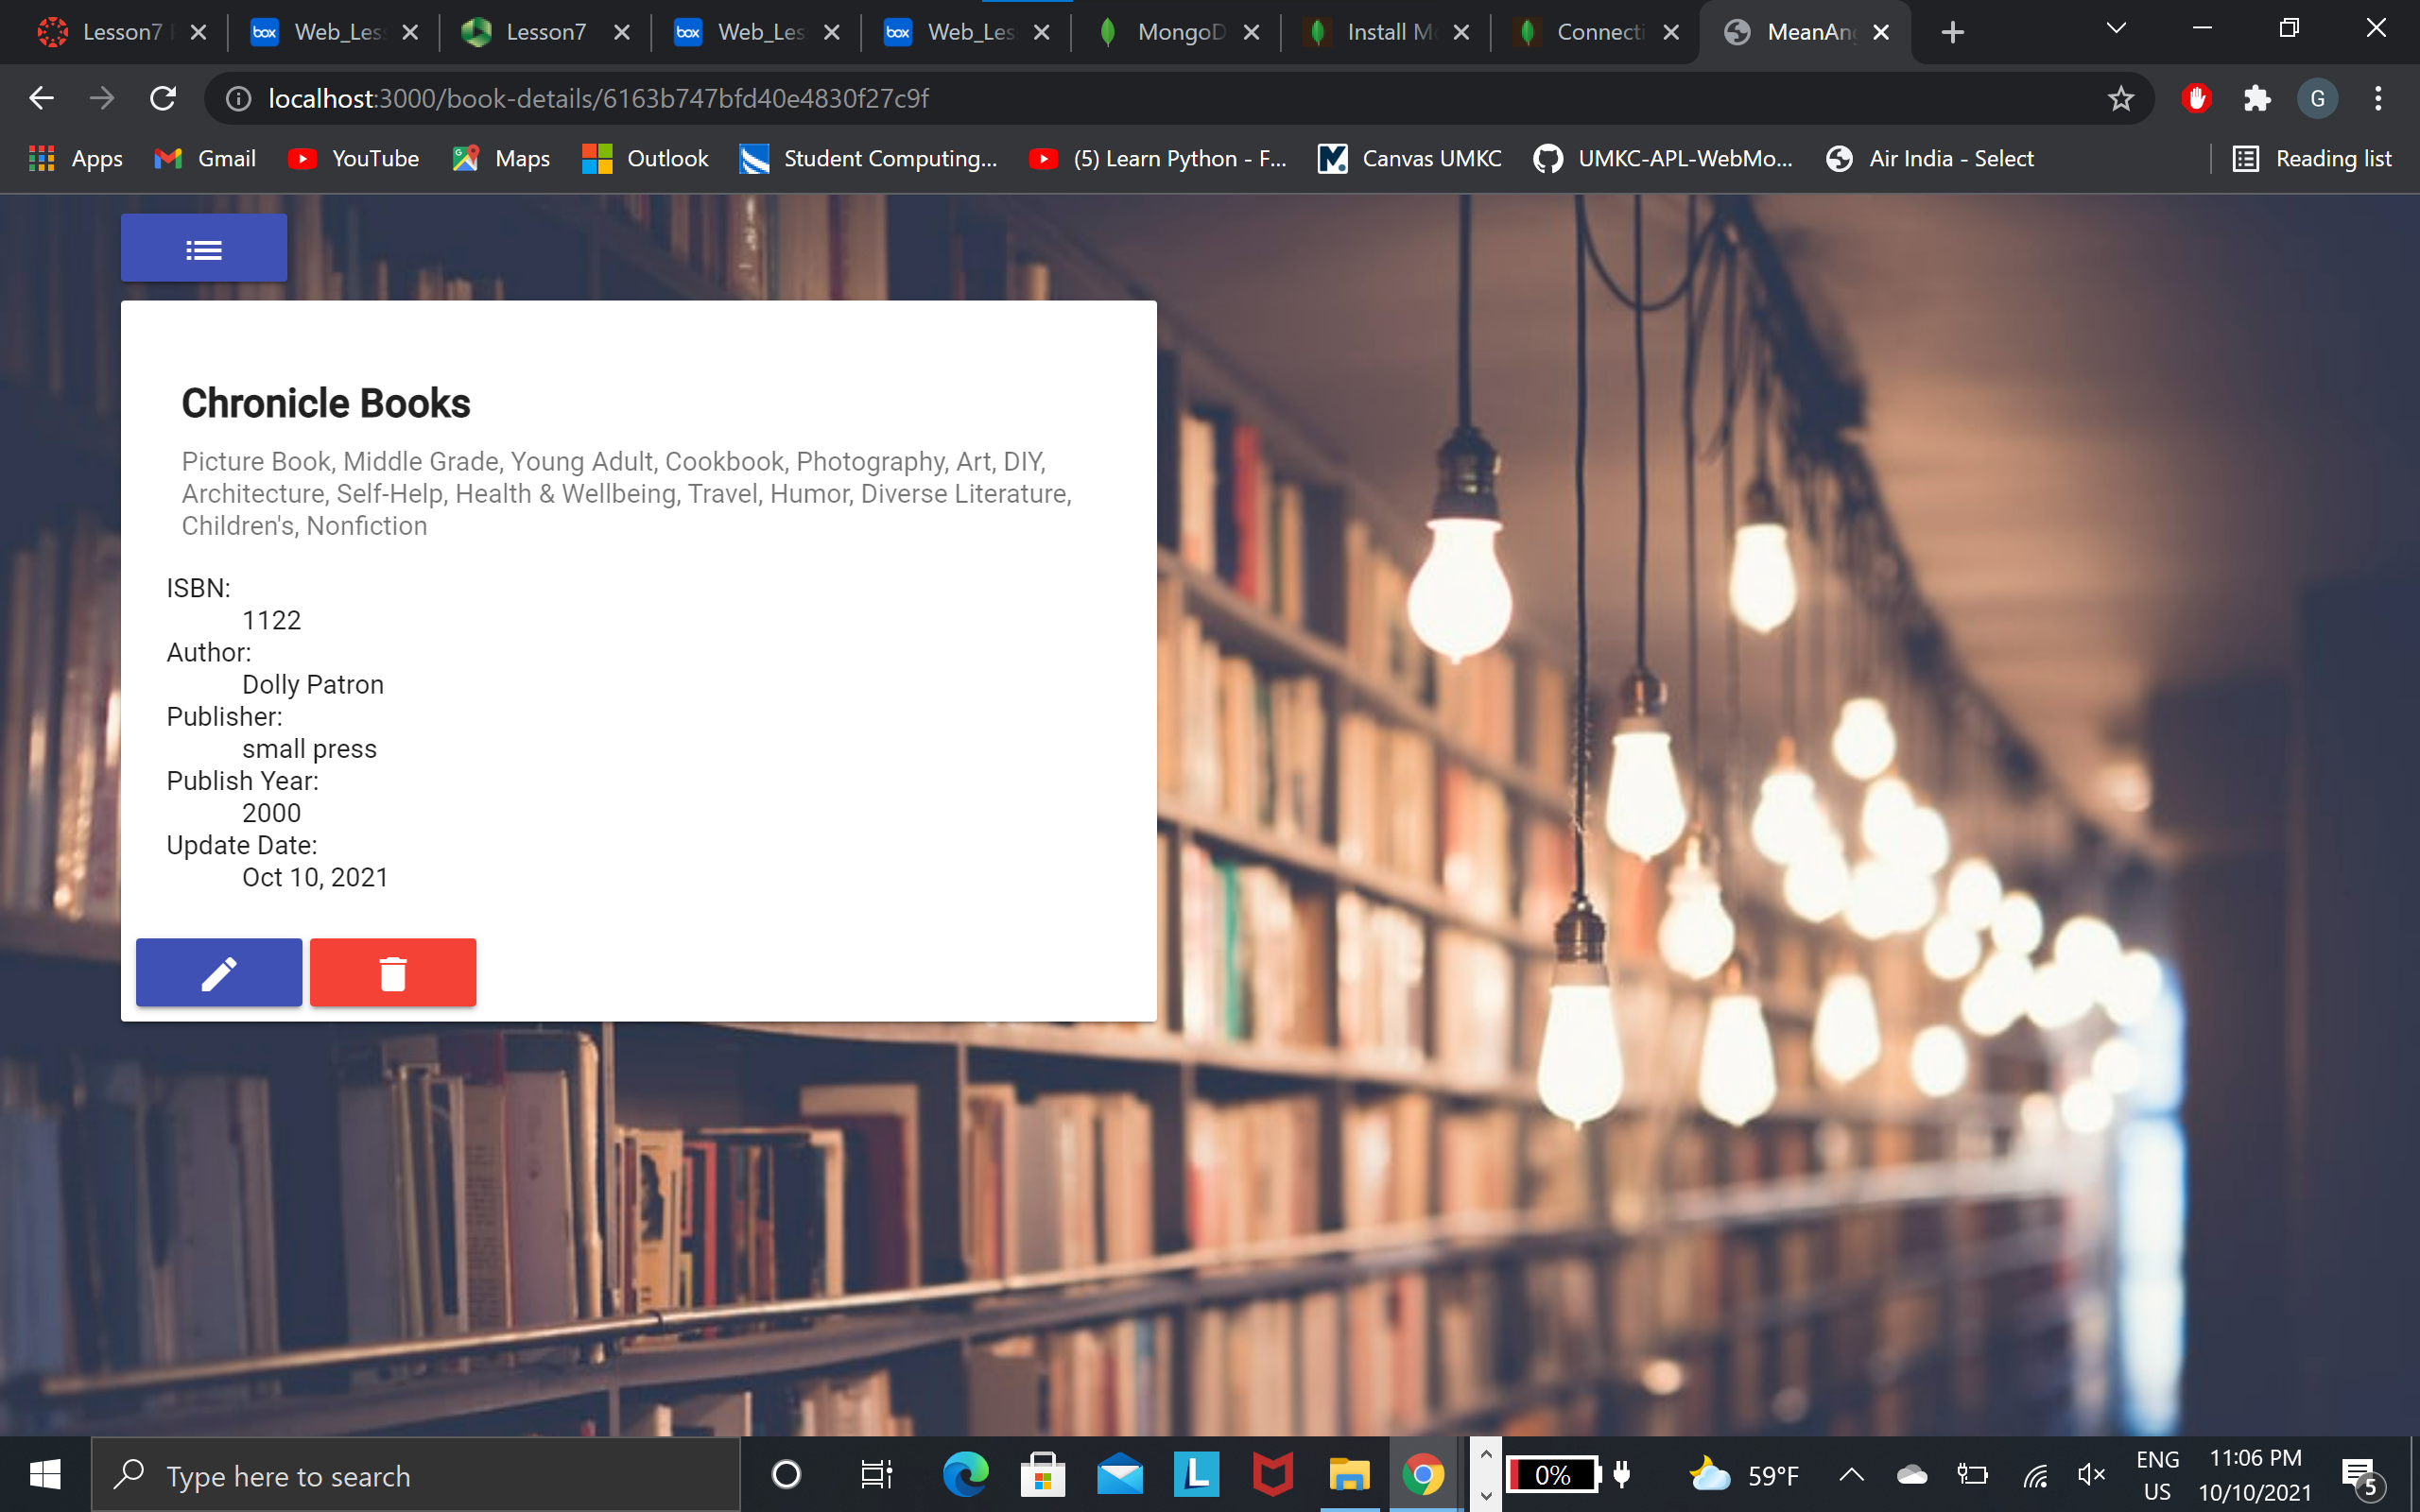 Lesson7
Web_Les
Lesson7
Web_Les
Web_Les
MongoD
Install M
Connecti
MeanAn
localhost:3000/book-details/6163b747bfd40e4830f27c9f
G
Apps
Gmail
YouTube
Maps
Outlook
Student Computing...
(5) Learn Python - F...
Canvas UMKC
UMKC-APL-WebMo...
Air India - Select
Reading list
Chronicle Books
Picture Book, Middle Grade, Young Adult, Cookbook, Photography, Art, DIY,
Architecture, Self-Help, Health & Wellbeing, Travel, Humor, Diverse Literature,
Children's, Nonfiction
ISBN:
1122
Author:
Dolly Patron
Publisher:
small press
Publish Year:
2000
Update Date:
Oct 10, 2021
Type here to search
0%
59°F
ENG
US
11:06 PM
10/10/2021
5